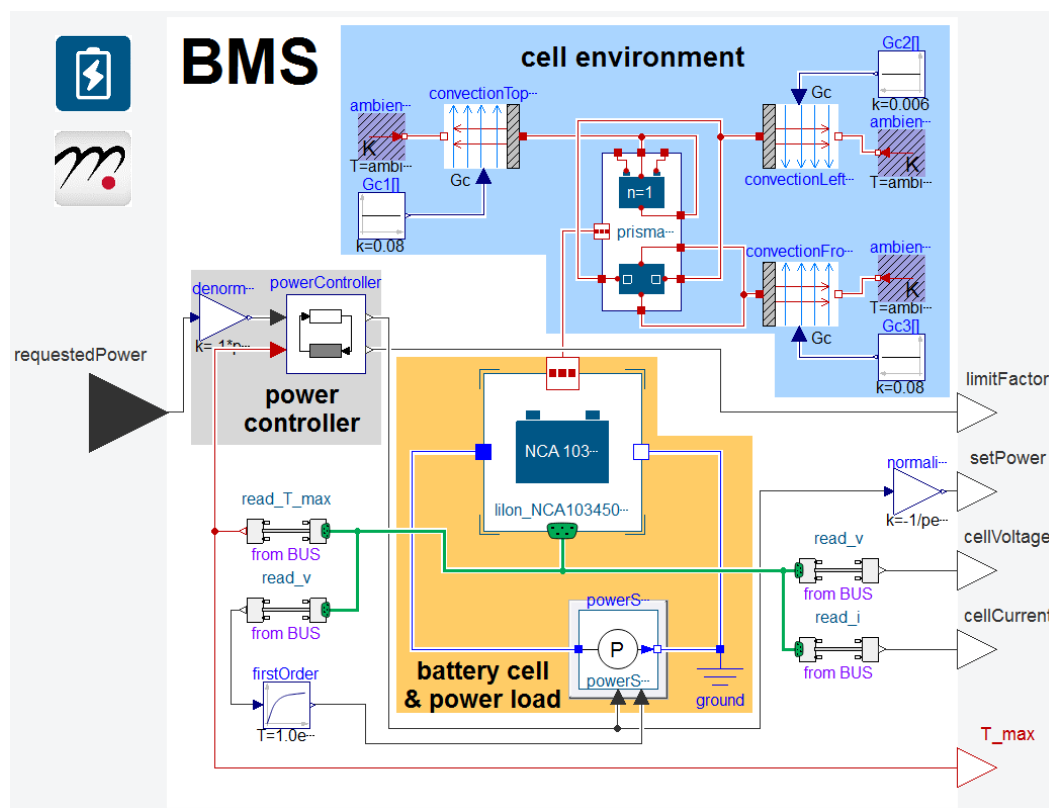 BMS
cell environment
Gc2[]
k=0.006
convectionTop...
ambien...
K
T=ambi...
Gc
Gc
ambien...
K
T=ambi...
convectionLeft...
Gc1[]
k=0.08
n=1
prisma...
convectionFro...
ambien...
K
T=ambi...
Gc
Gc3[]
k=0.08
denorm...
powerController
k=-1*p...
requestedPower
power
controller
limitFactor
NCA 103...
setPower
normali...
k=-1/pe...
liIon_NCA103450...
read_T_max
from BUS
read_v
from BUS
cellVoltage
read_v
from BUS
cellCurrent
read_i
from BUS
powerS...
P
powerS...
battery cell
& power load
ground
firstOrder
T=1.0e...
T_max